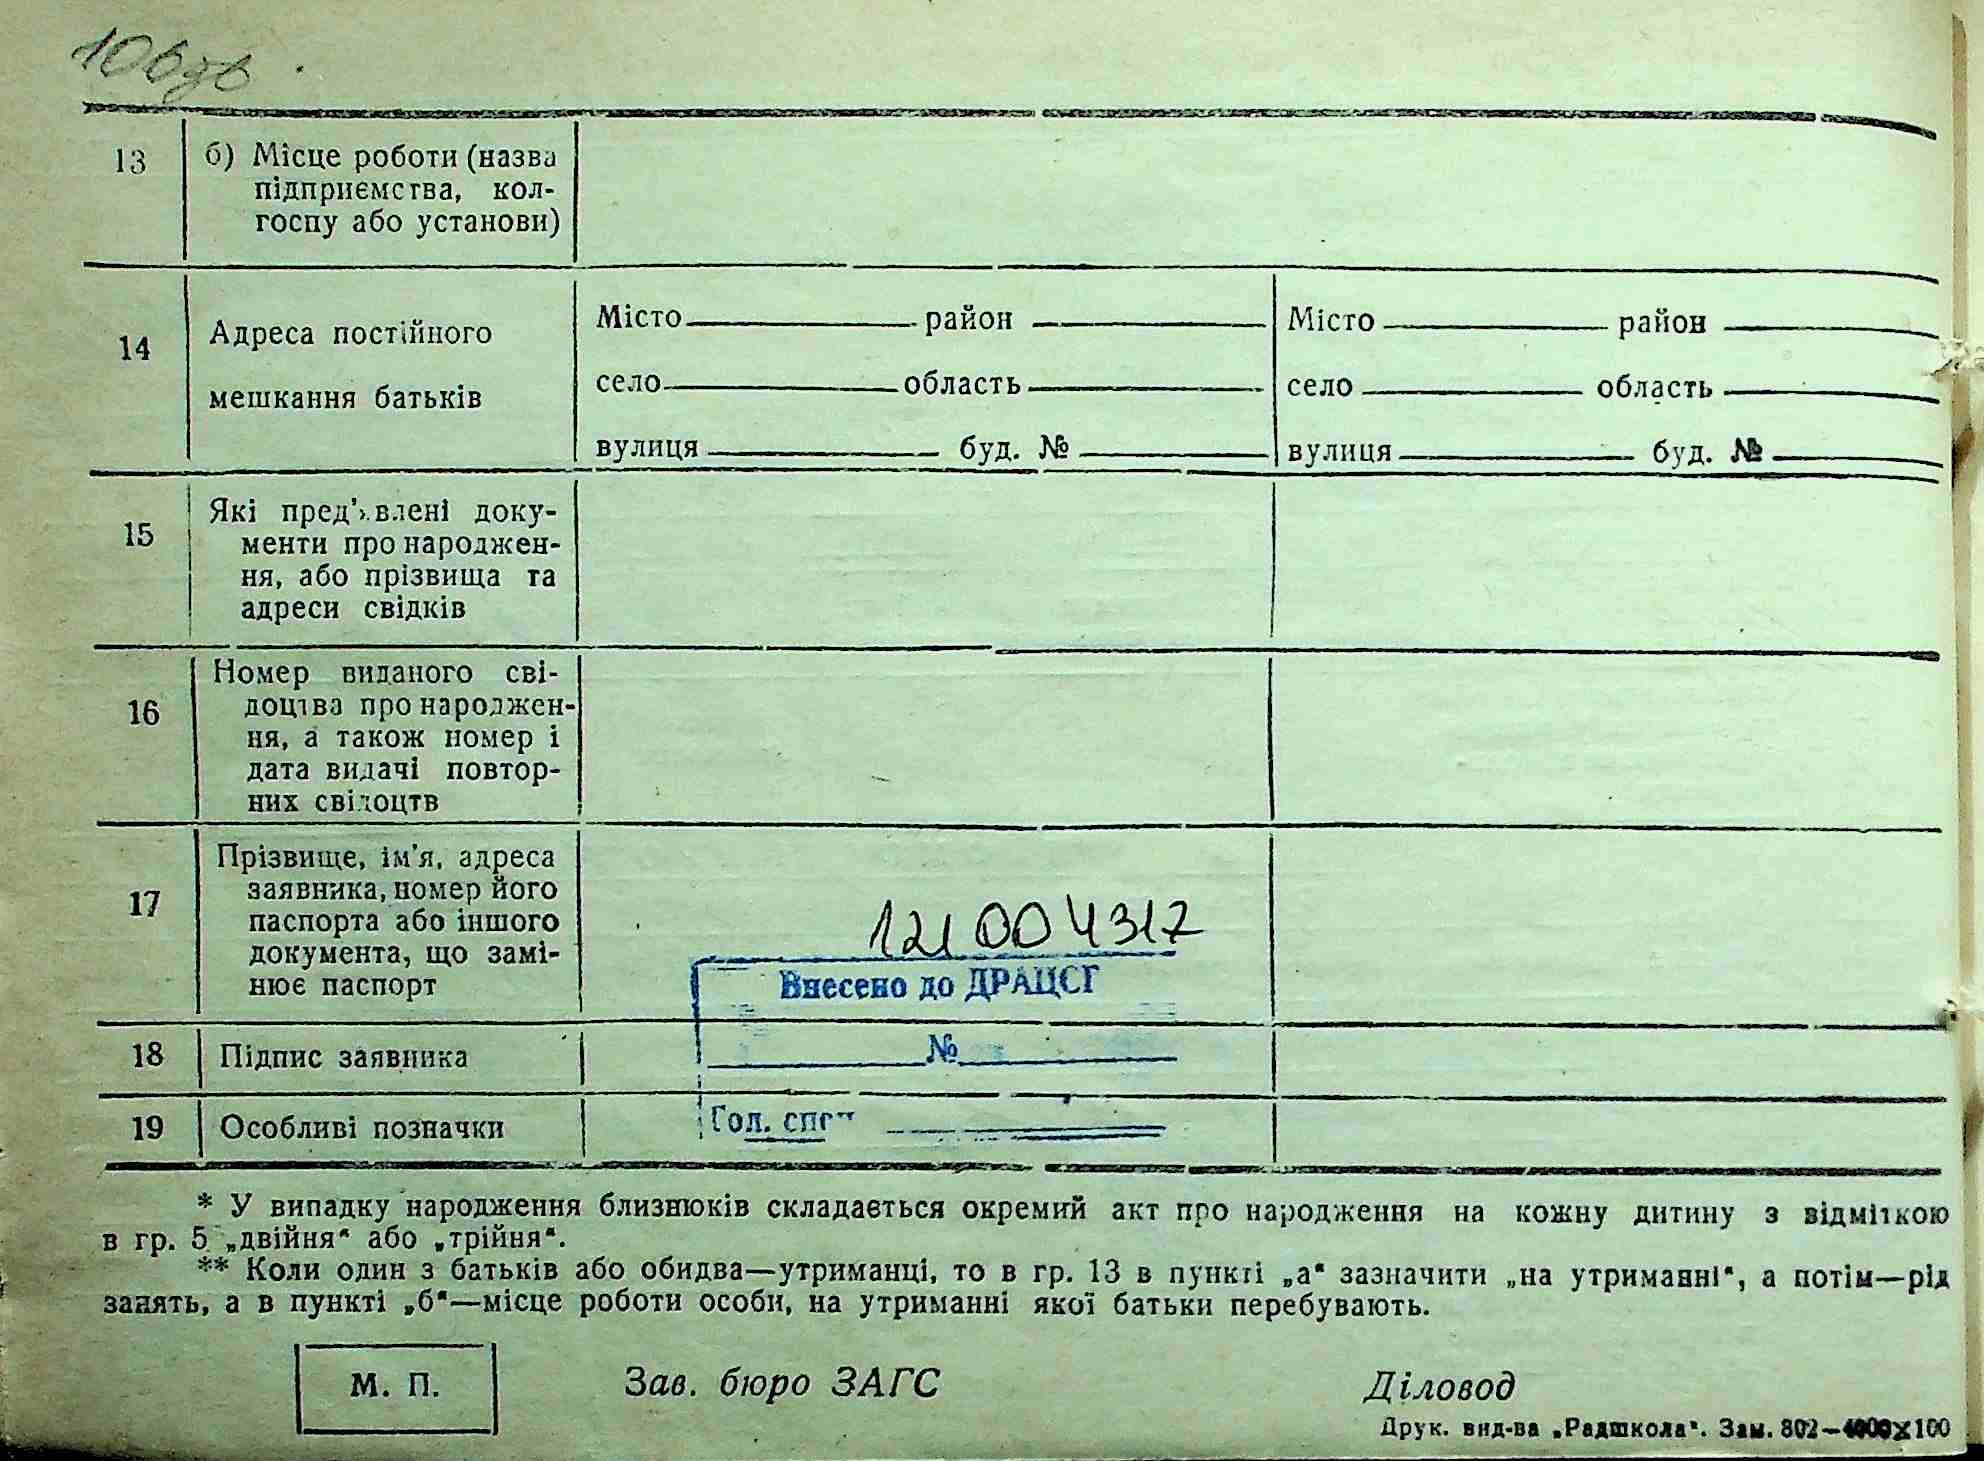 13 б) Місце роботи (назва
підприємства, кол-
госпу або установи)
14 Адреса постійного
мешкання батьків
Місто район Місто район
село область село область
вулиця буд. № вулиця буд. №
15 Які пред'явлені доку-
менти про народжен-
ня, або прізвища та
адреси свідків
16 Номер виданого сві-
доцтва про народжен-
ня, а також номер і
дата видачі повтор-
них свідоцтв
17 Прізвище, ім'я, адреса
заявника, номер його
паспорта або іншого
документа, що замі-
нює паспорт
121 004317
Внесено до ДРАЦСГ
№
Гол. спец
18 Підпис заявника
19 Особливі позначки
* У випадку народження близнюків складається окремий акт про народження на кожну дитину з відміткою
в гр. 5 „двійня“ або „трійня“.
** Коли один з батьків або обидва—утриманці, то в гр. 13 в пункті „а“ зазначити „на утриманні“, а потім—рід
занять, а в пункті „б“—місце роботи особи, на утриманні якої батьки перебувають.
М. П. Зав. бюро ЗАГС Діловод
Друк. вид-ва „Радшкола“. Зам. 802—4000×100